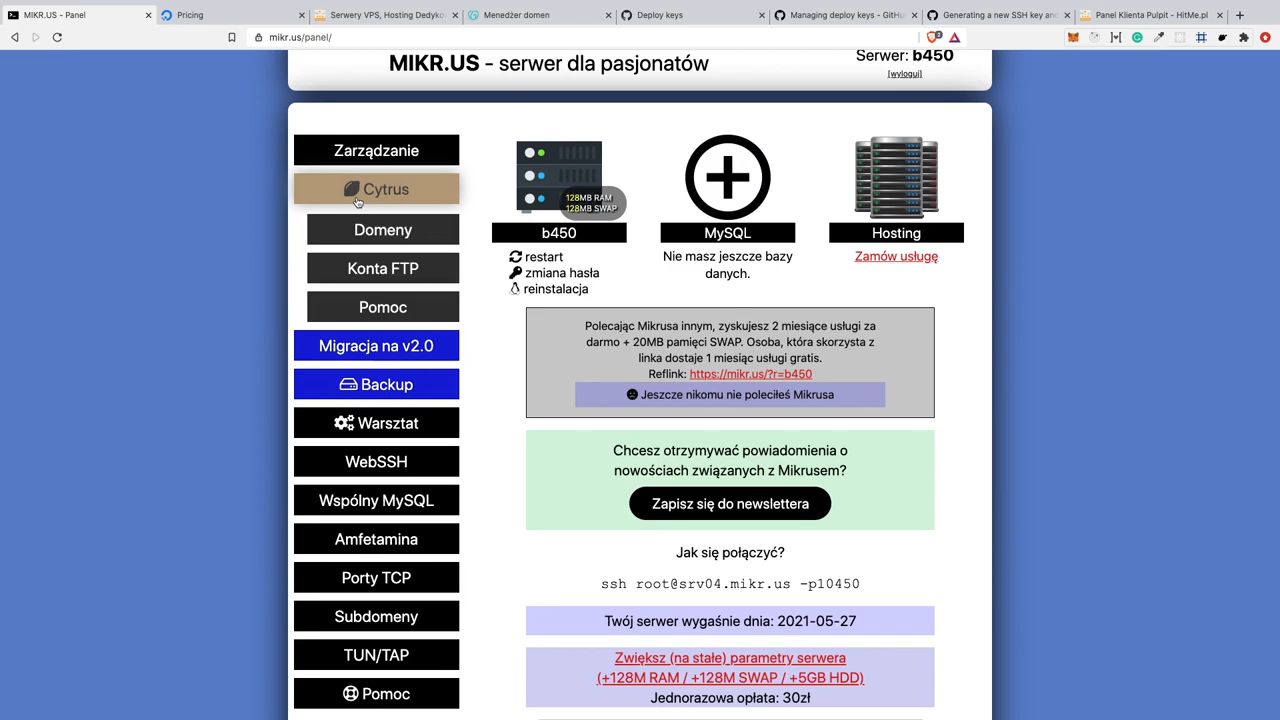 MIKR.US - Panel
Pricing
Serwery VPS, Hosting Dedyko
Menedżer domen
Deploy keys
Managing deploy keys - GitHu
Generating a new SSH key and
Panel Klienta Pulpit - HitMe.pl
mikr.us/panel/
MIKR.US - serwer dla pasjonatów
Serwer: b450
[wyloguj]
Zarządzanie
Cytrus
Domeny
Konta FTP
Pomoc
Migracja na v2.0
Backup
Warsztat
WebSSH
Wspólny MySQL
Amfetamina
Porty TCP
Subdomeny
TUN/TAP
Pomoc
128MB RAM
128MB SWAP
b450
restart
zmiana hasła
reinstalacja
MySQL
Nie masz jeszcze bazy
danych.
Hosting
Zamów usługę
Polecając Mikrusa innym, zyskujesz 2 miesiące usługi za
darmo + 20MB pamięci SWAP. Osoba, która skorzysta z
linka dostaje 1 miesiąc usługi gratis.
Reflink: https://mikr.us/?r=b450
Jeszcze nikomu nie poleciłeś Mikrusa
Chcesz otrzymywać powiadomienia o
nowościach związanych z Mikrusem?
Zapisz się do newslettera
Jak się połączyć?
ssh root@srv04.mikr.us -p10450
Twój serwer wygaśnie dnia: 2021-05-27
Zwiększ (na stałe) parametry serwera
(+128M RAM / +128M SWAP / +5GB HDD)
Jednorazowa opłata: 30zł